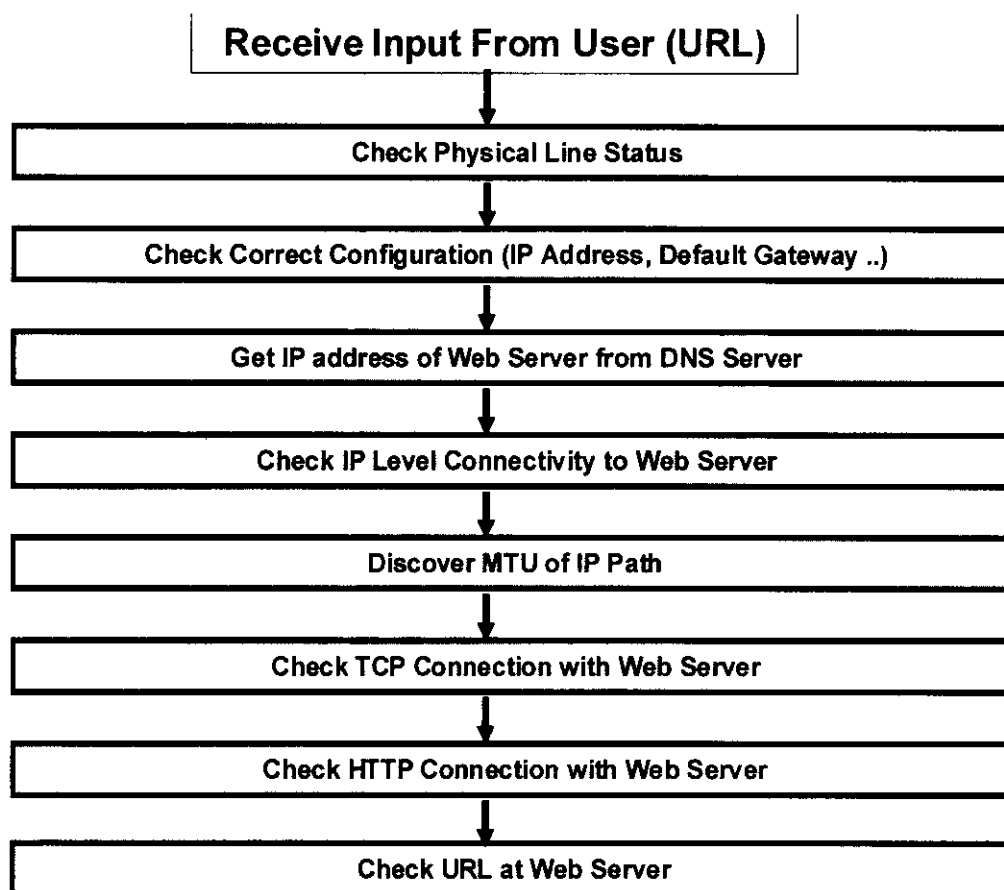 Receive Input From User (URL)
Check Physical Line Status
Check Correct Configuration (IP Address, Default Gateway ..)
Get IP address of Web Server from DNS Server
Check IP Level Connectivity to Web Server
Discover MTU of IP Path
Check TCP Connection with Web Server
Check HTTP Connection with Web Server
Check URL at Web Server